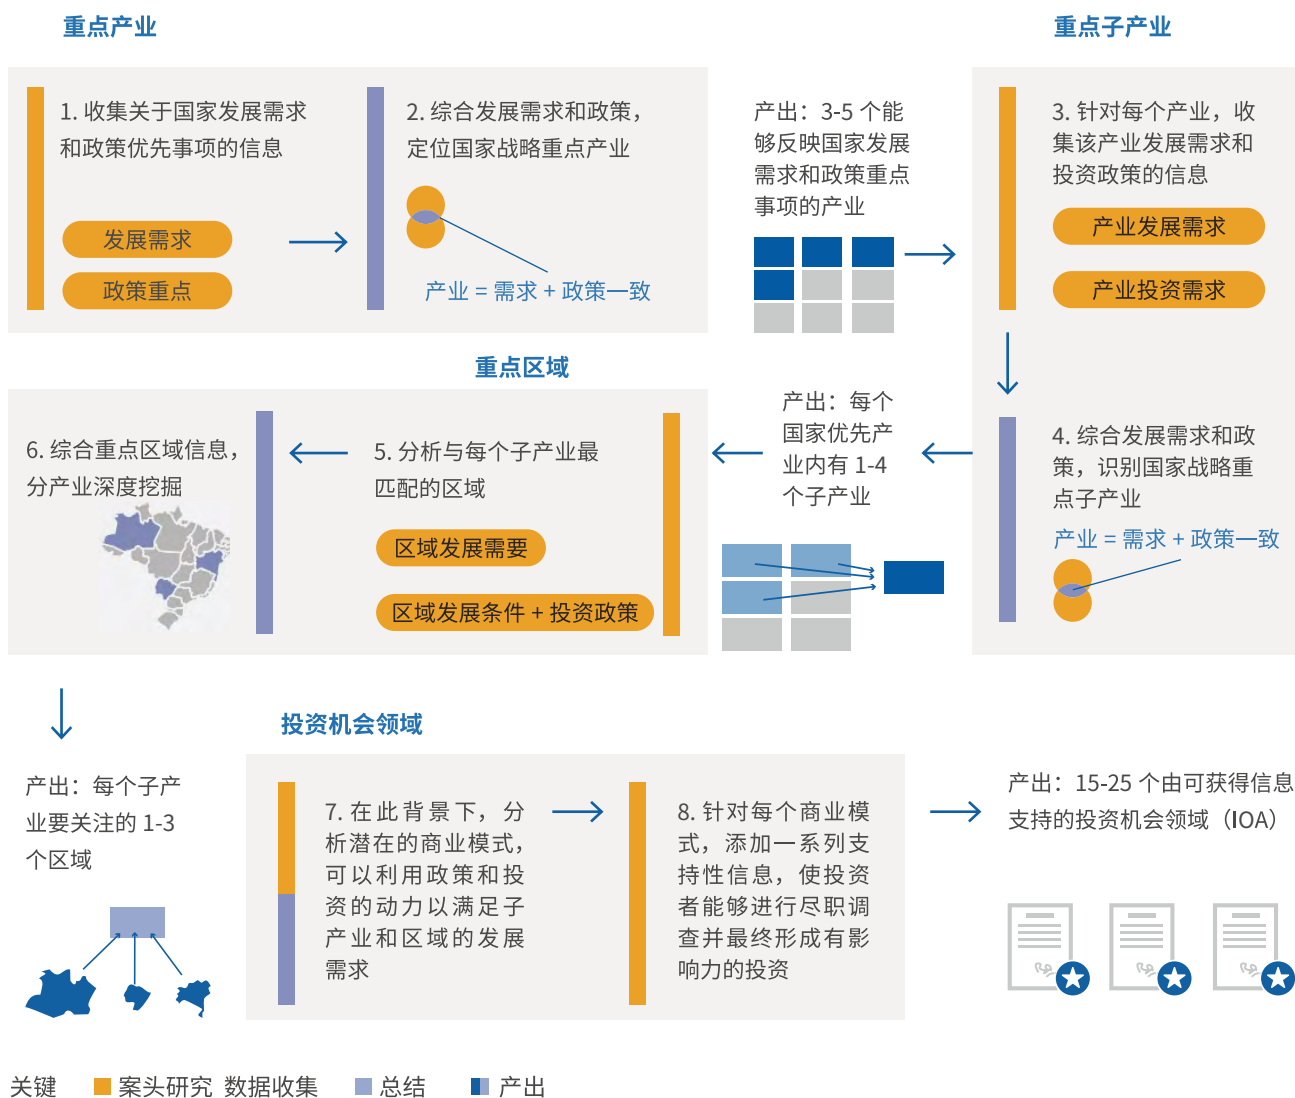 重点产业
1. 收集关于国家发展需求
和政策优先事项的信息
发展需求
政策重点
2. 综合发展需求和政策，
定位国家战略重点产业
产业 = 需求 + 政策一致
产出：3-5 个能
够反映国家发展
需求和政策重点
事项的产业
重点子产业
3. 针对每个产业，收
集该产业发展需求和
投资政策的信息
产业发展需求
产业投资需求
4. 综合发展需求和政
策，识别国家战略重
点子产业
产业 = 需求 + 政策一致
产出：每个
国家优先产
业内有 1-4
个子产业
重点区域
5. 分析与每个子产业最
匹配的区域
区域发展需要
区域发展条件 + 投资政策
6. 综合重点区域信息，
分产业深度挖掘
产出：每个子产
业要关注的 1-3
个区域
投资机会领域
7. 在此背景下，分
析潜在的商业模式，
可以利用政策和投
资的动力以满足子
产业和区域的发展
需求
8. 针对每个商业模
式，添加一系列支
持性信息，使投资
者能够进行尽职调
查并最终形成有影
响力的投资
产出：15-25 个由可获得信息
支持的投资机会领域（IOA）
关键 案头研究 数据收集 总结 产出